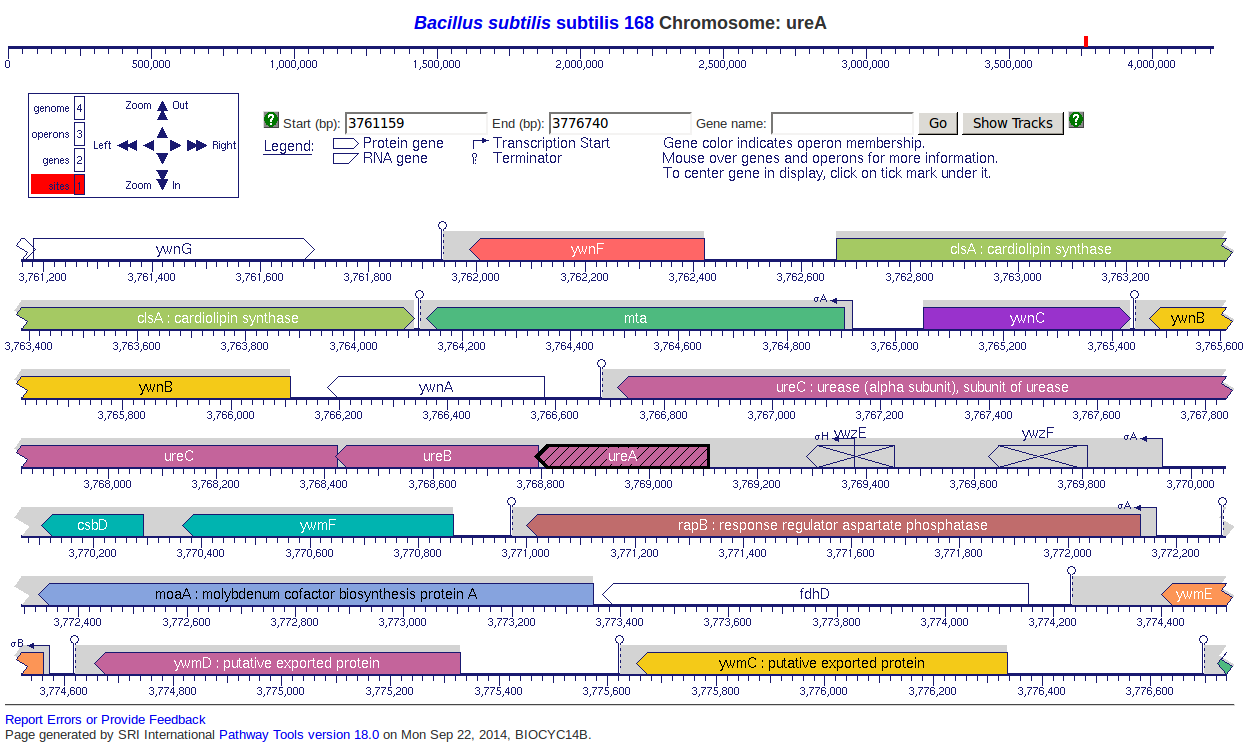 Bacillus subtilis subtilis 168 Chromosome: ureA
0 500,000 1,000,000 1,500,000 2,000,000 2,500,000 3,000,000 3,500,000 4,000,000
genome 4 Zoom Out
operons 3
genes 2 Left Right
sites 1 Zoom In
? Start (bp): 3761159 End (bp): 3776740 Gene name: Go Show Tracks ?
Legend: Protein gene Transcription Start Gene color indicates operon membership.
RNA gene Terminator Mouse over genes and operons for more information.
To center gene in display, click on tick mark under it.
ywnG ywnF clsA : cardiolipin synthase
3,761,200 3,761,400 3,761,600 3,761,800 3,762,000 3,762,200 3,762,400 3,762,600 3,762,800 3,763,000 3,763,200
σA
clsA : cardiolipin synthase mta ywnC ywnB
3,763,400 3,763,600 3,763,800 3,764,000 3,764,200 3,764,400 3,764,600 3,764,800 3,765,000 3,765,200 3,765,400 3,765,600
ywnB ywnA ureC : urease (alpha subunit), subunit of urease
3,765,800 3,766,000 3,766,200 3,766,400 3,766,600 3,766,800 3,767,000 3,767,200 3,767,400 3,767,600 3,767,800
σH ywzE ywzF σA
ureC ureB ureA
3,768,000 3,768,200 3,768,400 3,768,600 3,768,800 3,769,000 3,769,200 3,769,400 3,769,600 3,769,800 3,770,000
σA
csbD ywmF rapB : response regulator aspartate phosphatase
3,770,200 3,770,400 3,770,600 3,770,800 3,771,000 3,771,200 3,771,400 3,771,600 3,771,800 3,772,000 3,772,200
moaA : molybdenum cofactor biosynthesis protein A fdhD ywmE
3,772,400 3,772,600 3,772,800 3,773,000 3,773,200 3,773,400 3,773,600 3,773,800 3,774,000 3,774,200 3,774,400
σB
ywmD : putative exported protein ywmC : putative exported protein
3,774,600 3,774,800 3,775,000 3,775,200 3,775,400 3,775,600 3,775,800 3,776,000 3,776,200 3,776,400 3,776,600
Report Errors or Provide Feedback
Page generated by SRI International Pathway Tools version 18.0 on Mon Sep 22, 2014, BIOCYC14B.